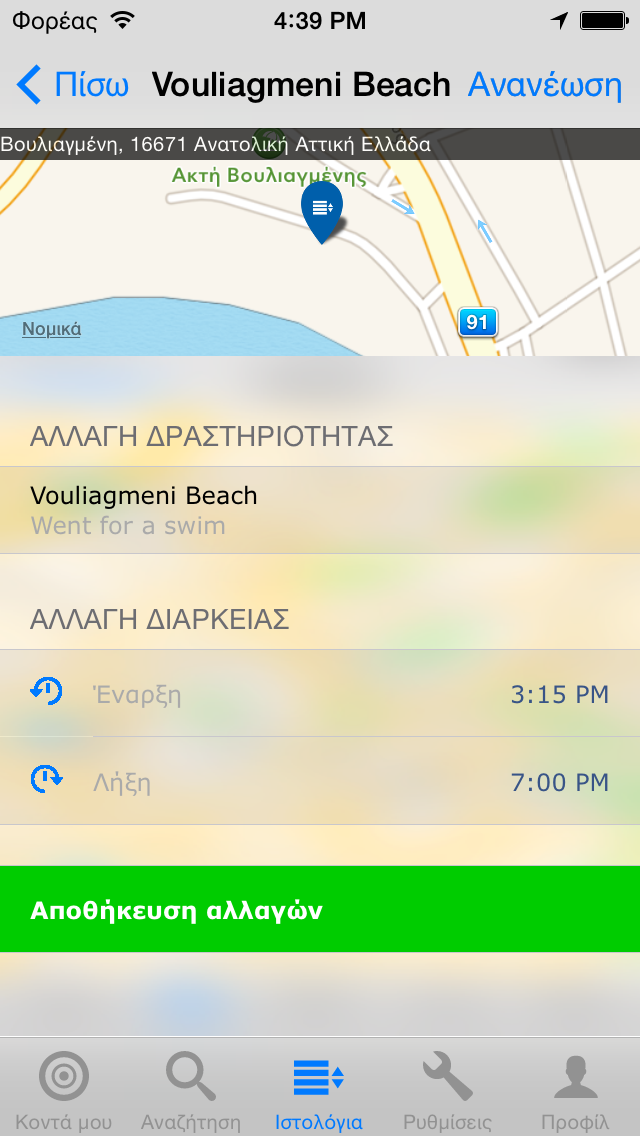 Φορέας 4:39 PM
Πίσω Vouliagmeni Beach Ανανέωση
Βουλιαγμένη, 16671 Ανατολική Αττική Ελλάδα
Ακτή Βουλιαγμένης
91
Νομικά
ΑΛΛΑΓΗ ΔΡΑΣΤΗΡΙΟΤΗΤΑΣ
Vouliagmeni Beach
Went for a swim
ΑΛΛΑΓΗ ΔΙΑΡΚΕΙΑΣ
Έναρξη 3:15 PM
Λήξη 7:00 PM
Αποθήκευση αλλαγών
Κοντά μου Αναζήτηση Ιστολόγια Ρυθμίσεις Προφίλ